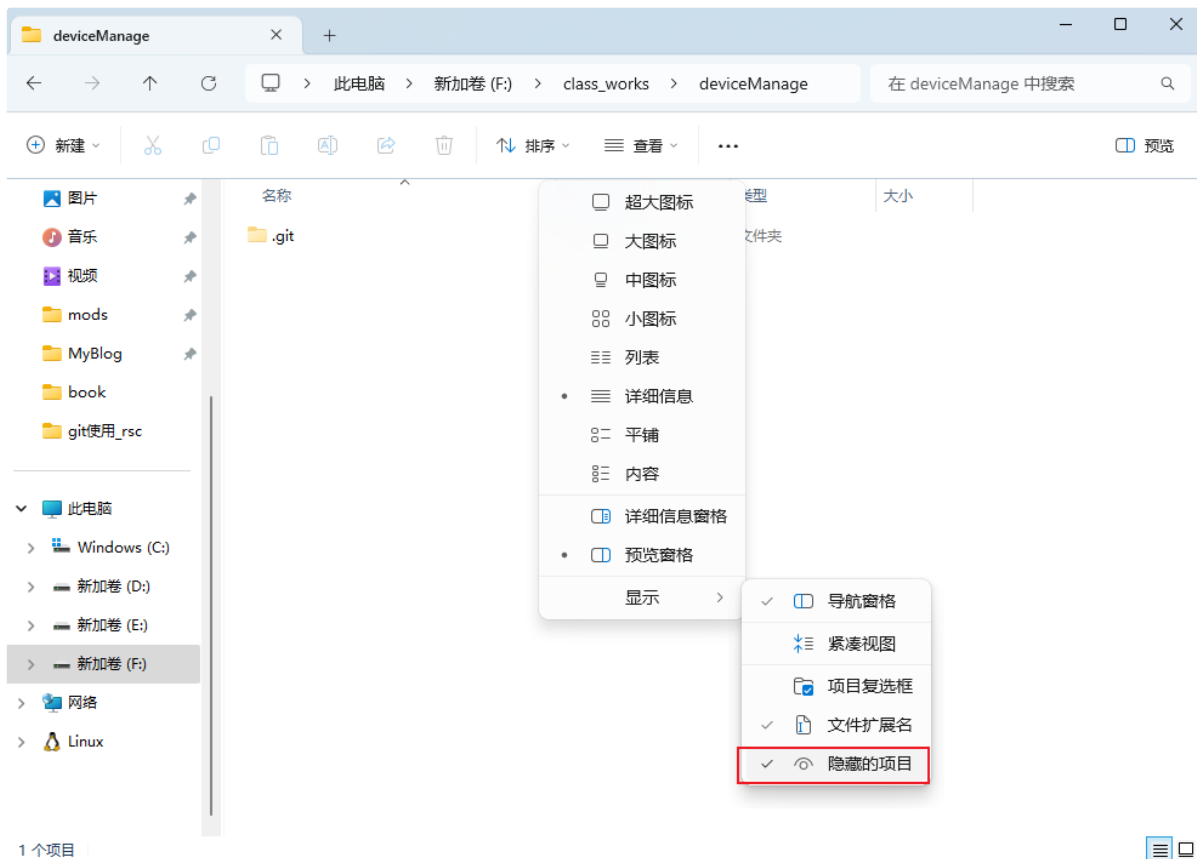 deviceManage
此电脑 新加卷 (F:) class_works deviceManage 在 deviceManage 中搜索
新建 排序 查看 预览
图片
音乐
视频
mods
MyBlog
book
git使用_rsc
此电脑
Windows (C:)
新加卷 (D:)
新加卷 (E:)
新加卷 (F:)
网络
Linux
名称 类型 大小
.git 文件夹
超大图标
大图标
中图标
小图标
列表
详细信息
平铺
内容
详细信息窗格
预览窗格
显示
导航窗格
紧凑视图
项目复选框
文件扩展名
隐藏的项目
1 个项目